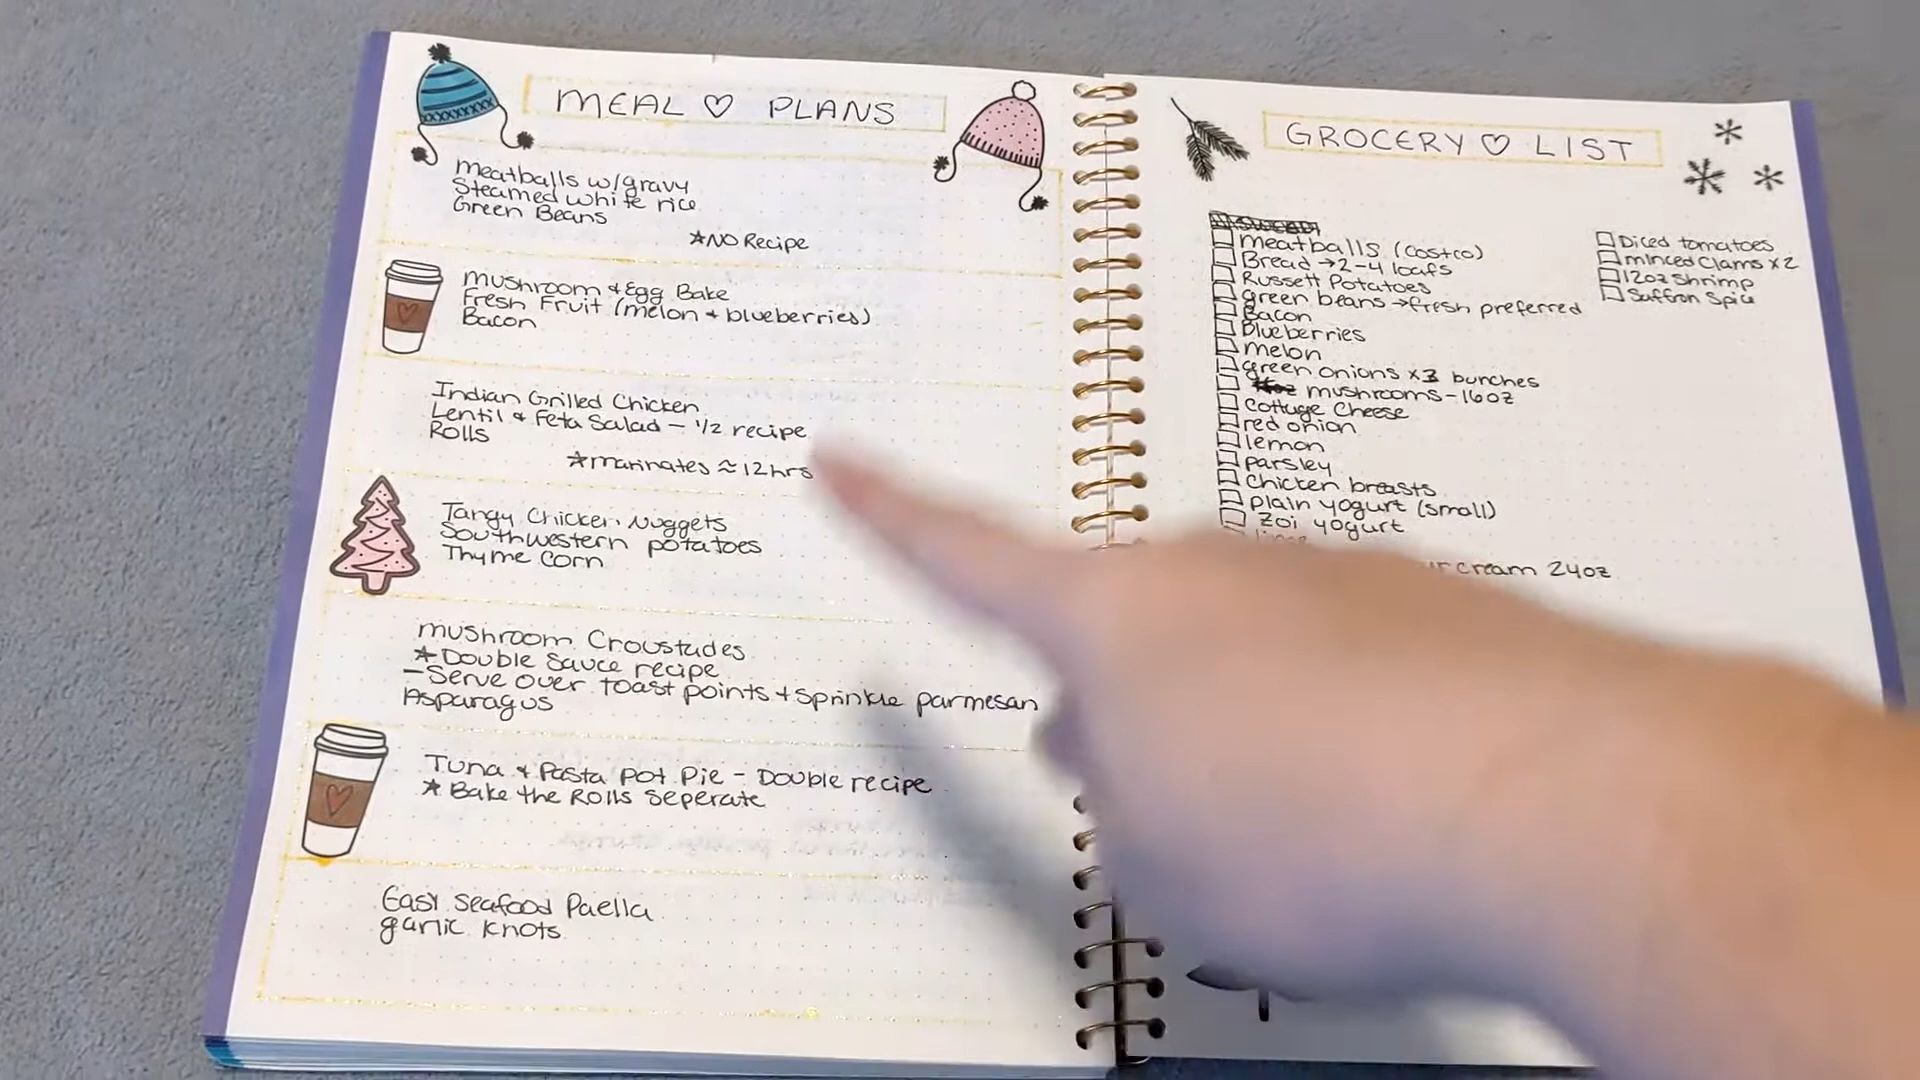 MEAL ♡ PLANS
Meatballs w/gravy
Steamed white rice
Green Beans
*NO Recipe
Mushroom & Egg Bake
Fresh Fruit (melon & blueberries)
Bacon
Indian Grilled Chicken
Lentil & Feta Salad - 1/2 recipe
Rolls
*marinates ≈ 12hrs
Tangy Chicken Nuggets
Southwestern potatoes
Thyme Corn
Mushroom Croustades
*Double Sauce recipe
-Serve over toast points + sprinkle parmesan
Asparagus
Tuna & Pasta Pot Pie - Double recipe
*Bake the Rolls Seperate
Easy Seafood Paella
garlic knots
GROCERY ♡ LIST
meatballs (Costco)
Bread → 2-4 loafs
Russett Potatoes
green beans → fresh preferred
Bacon
Blueberries
melon
green onions x3 bunches
mushrooms - 16oz
Cottage Cheese
red onion
lemon
parsley
Chicken breasts
plain yogurt (small)
Zoi yogurt
cream 24oz
Diced tomatoes
minced Clams x2
12oz Shrimp
Saffron Spice